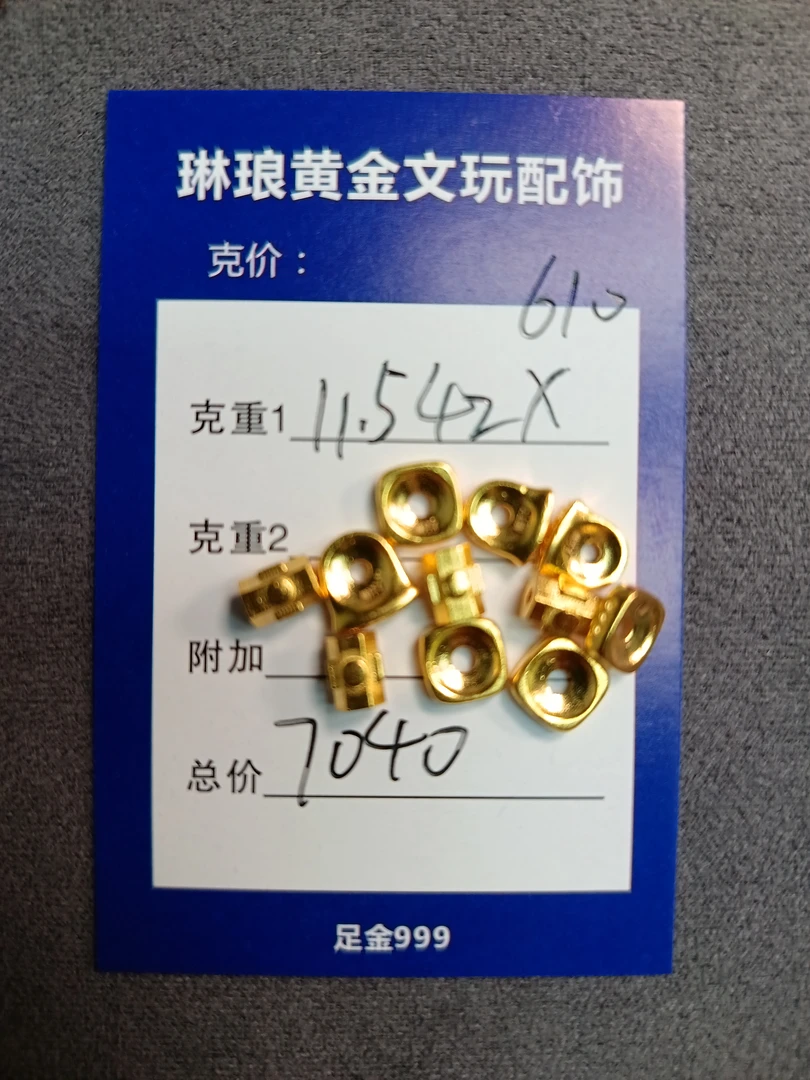 琳琅黄金文玩配饰
克价：
610
克重1 11.542X
克重2
附加
总价 7040
足金999